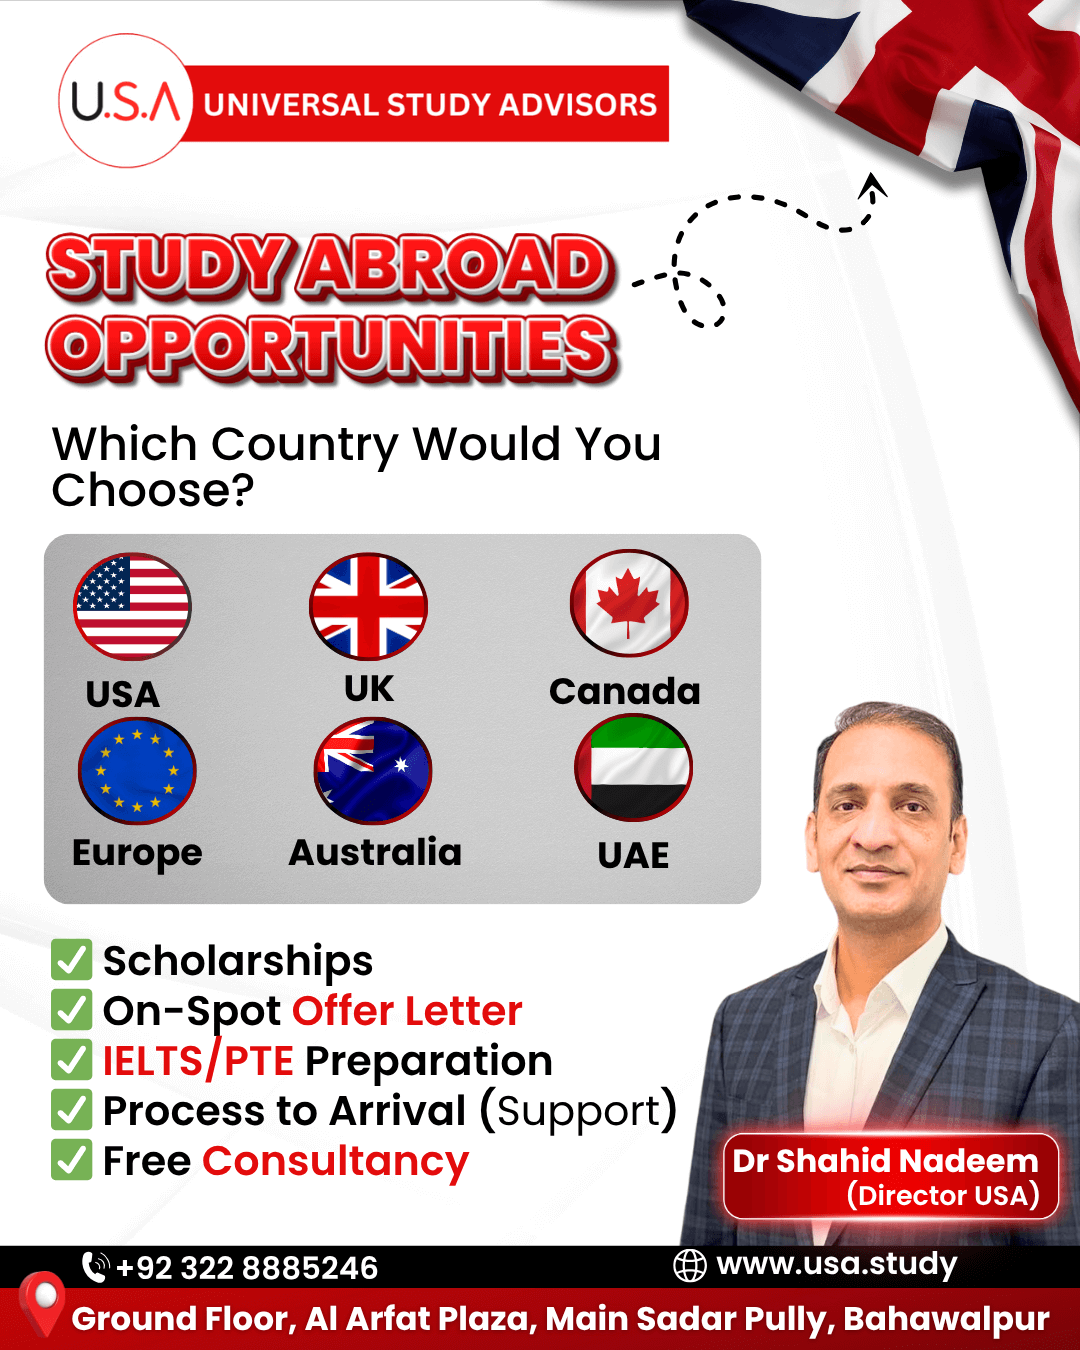 U.S.A
UNIVERSAL STUDY ADVISORS
STUDY ABROAD
OPPORTUNITIES
Which Country Would You
Choose?
USA
UK
Canada
Europe
Australia
UAE
Scholarships
On-Spot Offer Letter
IELTS/PTE Preparation
Process to Arrival (Support)
Free Consultancy
Dr Shahid Nadeem
(Director USA)
+92 322 8885246
www.usa.study
Ground Floor, Al Arfat Plaza, Main Sadar Pully, Bahawalpur